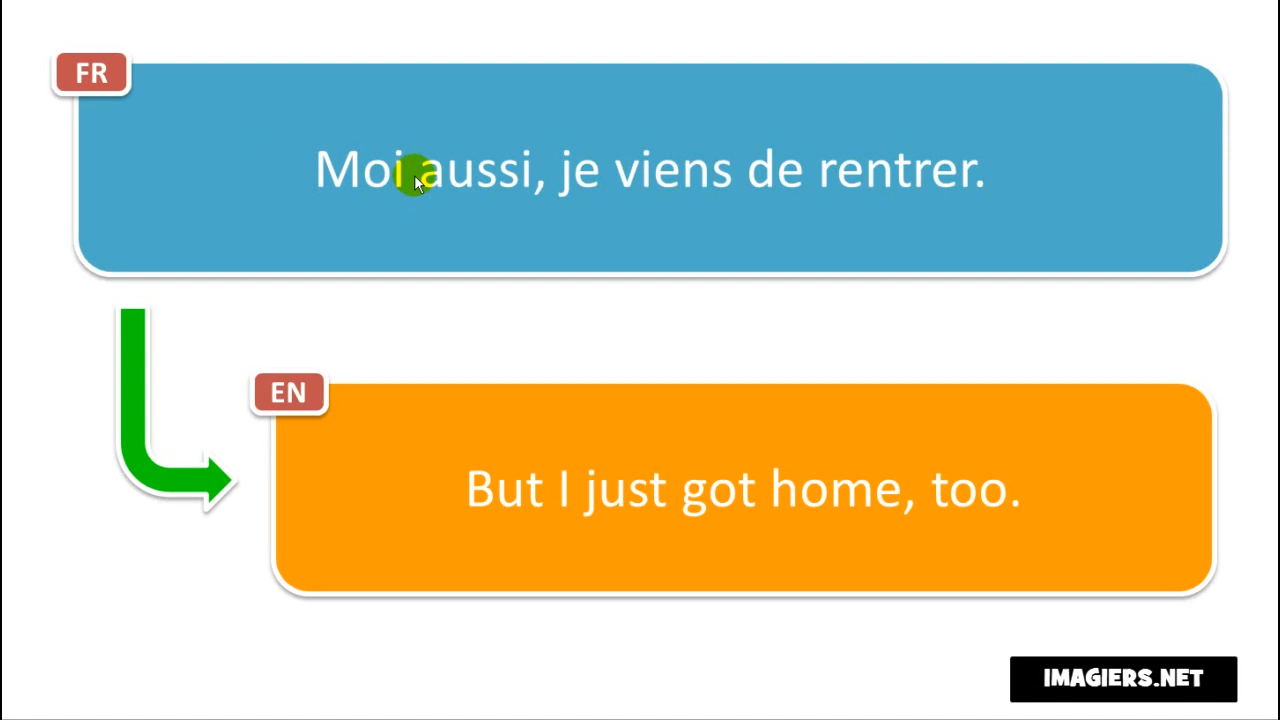 FR
Moi aussi, je viens de rentrer.
EN
But I just got home, too.
IMAGIERS.NET